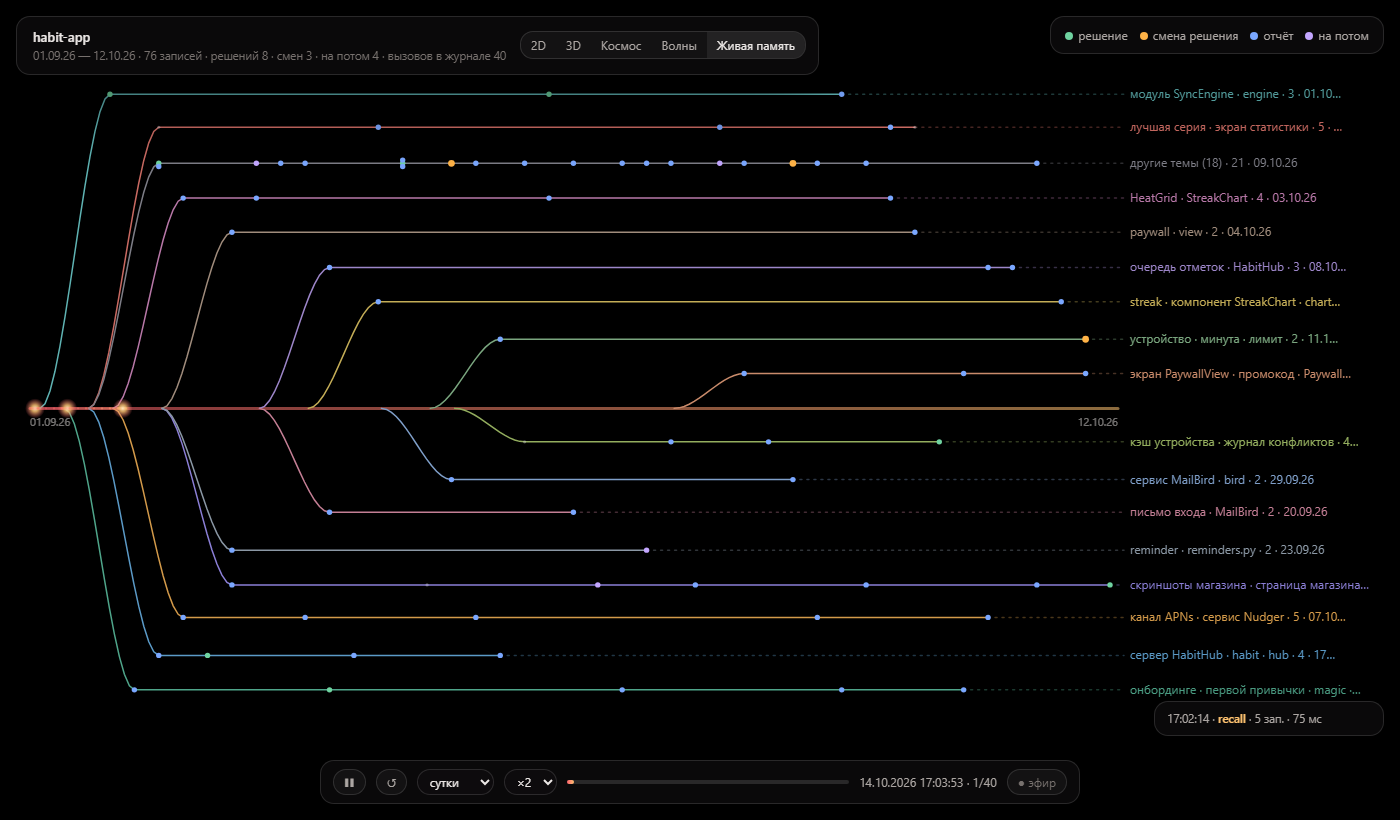 habit-app
01.09.26 — 12.10.26 · 76 записей · решений 8 · смен 3 · на потом 4 · вызовов в журнале 40
2D 3D Космос Волны Живая память
решение смена решения отчёт на потом
модуль SyncEngine · engine · 3 · 01.10...
лучшая серия · экран статистики · 5 · ...
другие темы (18) · 21 · 09.10.26
HeatGrid · StreakChart · 4 · 03.10.26
paywall · view · 2 · 04.10.26
очередь отметок · HabitHub · 3 · 08.10...
streak · компонент StreakChart · chart...
устройство · минута · лимит · 2 · 11.1...
экран PaywallView · промокод · Paywall...
01.09.26
12.10.26
кэш устройства · журнал конфликтов · 4...
сервис MailBird · bird · 2 · 29.09.26
письмо входа · MailBird · 2 · 20.09.26
reminder · reminders.py · 2 · 23.09.26
скриншоты магазина · страница магазина...
канал APNs · сервис Nudger · 5 · 07.10...
сервер HabitHub · habit · hub · 4 · 17...
онбординге · первой привычки · magic ·...
17:02:14 · recall · 5 зап. · 75 мс
сутки ×2 14.10.2026 17:03:53 · 1/40 ● эфир